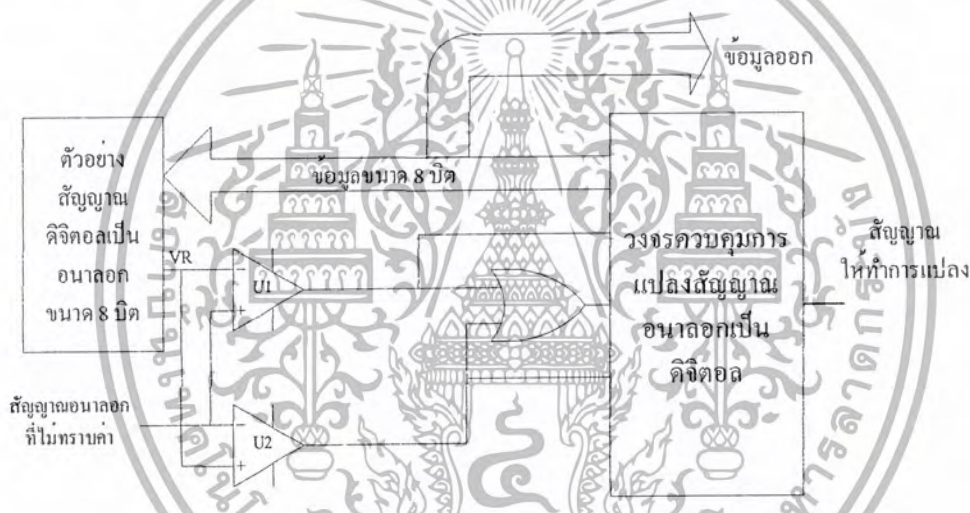 ข้อมูลออก
ตัวอย่าง
สัญญาณ
ดิจิตอลเป็น
อนาลอก
ขนาด 8 บิต
ข้อมูลขนาด 8 บิต
VR
U1
วงจรควบคุมการ
แปลงสัญญาณ
อนาลอกเป็น
ดิจิตอล
สัญญาณ
ให้ทำการแปลง
สัญญาณอนาลอก
ที่ไม่ทราบค่า
U2